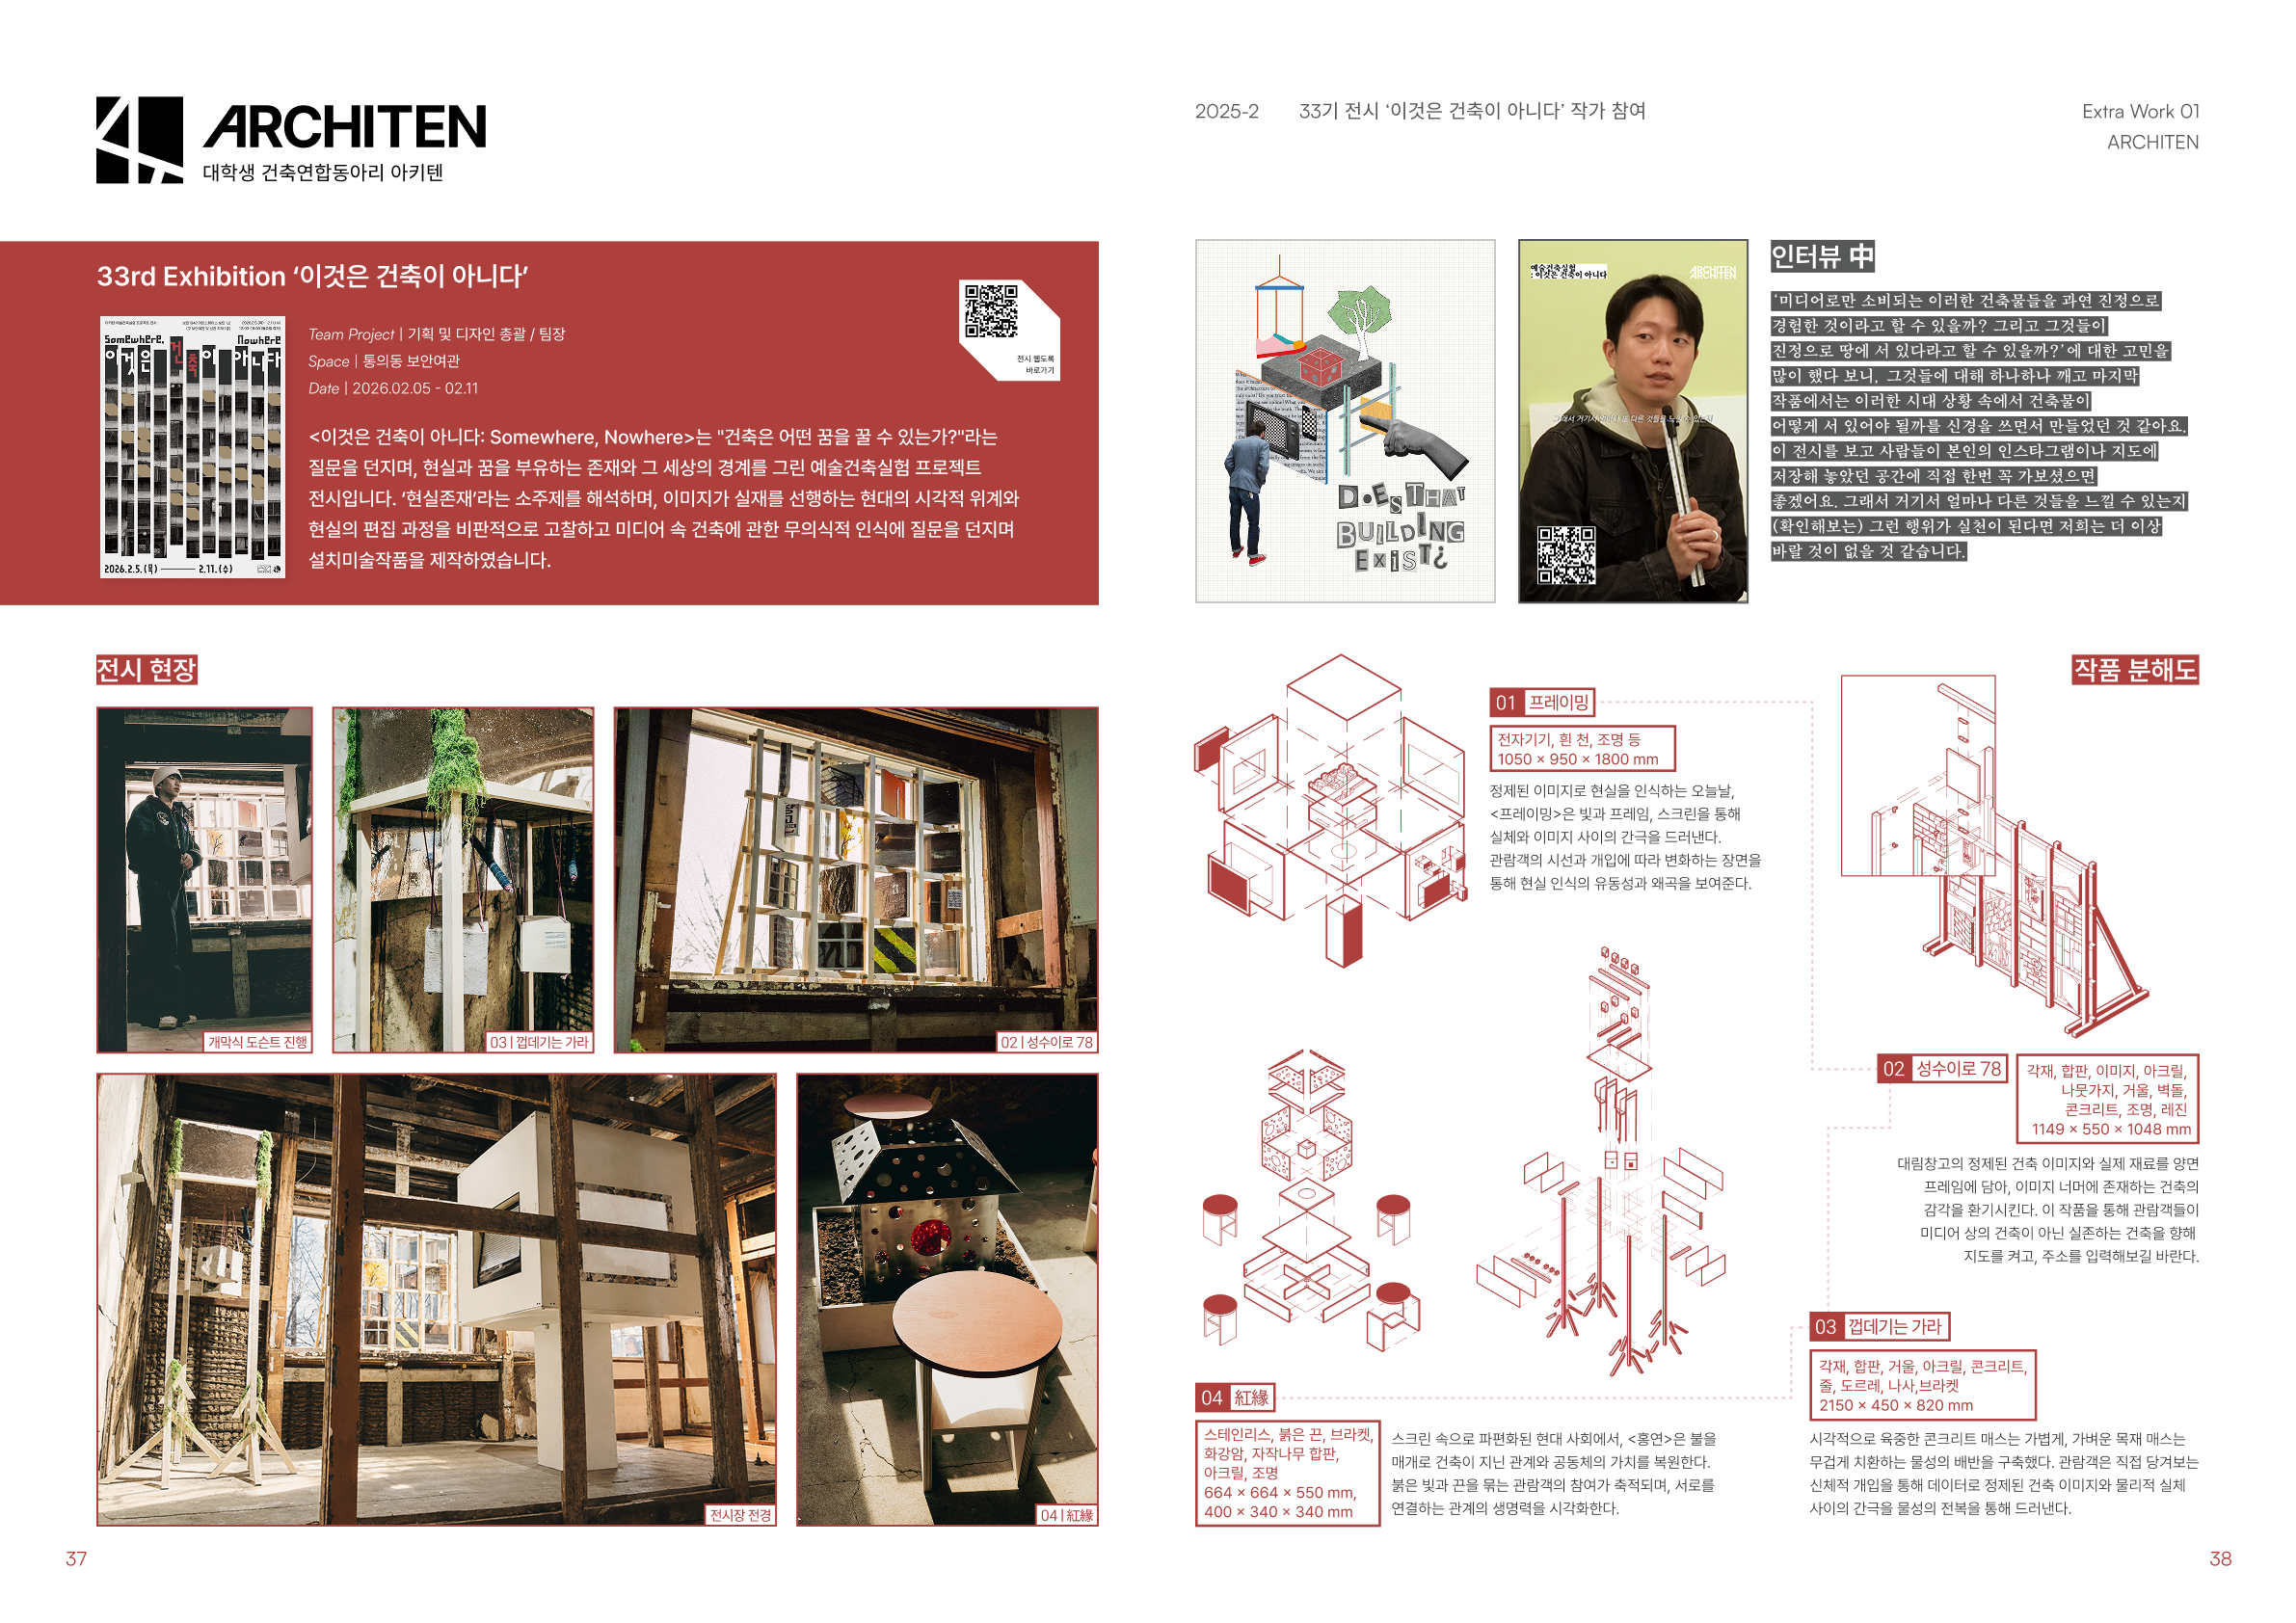 ARCHITEN
대학생 건축연합동아리 아키텐
33rd Exhibition ‘이것은 건축이 아니다’
Somewhere,
Nowhere
이것은 건축이 아니다
2026.2.5.(목)
2.11.(수)
Team Project | 기획 및 디자인 총괄 / 팀장
Space | 통의동 보안여관
Date | 2026.02.05 - 02.11
전시 웹도록
바로가기
<이것은 건축이 아니다: Somewhere, Nowhere>는 "건축은 어떤 꿈을 꿀 수 있는가?"라는
질문을 던지며, 현실과 꿈을 부유하는 존재와 그 세상의 경계를 그린 예술건축실험 프로젝트
전시입니다. ‘현실존재’라는 소주제를 해석하며, 이미지가 실재를 선행하는 현대의 시각적 위계와
현실의 편집 과정을 비판적으로 고찰하고 미디어 속 건축에 관한 무의식적 인식에 질문을 던지며
설치미술작품을 제작하였습니다.
전시 현장
개막식 도슨트 진행
03 | 껍데기는 가라
02 | 성수이로 78
전시장 전경
04 | 紅緣
37
2025-2
33기 전시 ‘이것은 건축이 아니다’ 작가 참여
Extra Work 01
ARCHITEN
DOES THAT
BUILDING
EXIST¿
예술건축실험
: 이것은 건축이 아니다
ARCHITEN
인터뷰 中
‘미디어로만 소비되는 이러한 건축물들을 과연 진정으로
경험한 것이라고 할 수 있을까? 그리고 그것들이
진정으로 땅에 서 있다라고 할 수 있을까?’에 대한 고민을
많이 했다 보니, 그것들에 대해 하나하나 깨고 마지막
작품에서는 이러한 시대 상황 속에서 건축물이
어떻게 서 있어야 될까를 신경을 쓰면서 만들었던 것 같아요.
이 전시를 보고 사람들이 본인의 인스타그램이나 지도에
저장해 놓았던 공간에 직접 한번 꼭 가보셨으면
좋겠어요. 그래서 거기서 얼마나 다른 것들을 느낄 수 있는지
(확인해보는) 그런 행위가 실천이 된다면 저희는 더 이상
바랄 것이 없을 것 같습니다.
작품 분해도
01 프레이밍
전자기기, 흰 천, 조명 등
1050 × 950 × 1800 mm
정제된 이미지로 현실을 인식하는 오늘날,
<프레이밍>은 빛과 프레임, 스크린을 통해
실체와 이미지 사이의 간극을 드러낸다.
관람객의 시선과 개입에 따라 변화하는 장면을
통해 현실 인식의 유동성과 왜곡을 보여준다.
02 성수이로 78
각재, 합판, 이미지, 아크릴,
나뭇가지, 거울, 벽돌,
콘크리트, 조명, 레진
1149 × 550 × 1048 mm
대림창고의 정제된 건축 이미지와 실제 재료를 양면
프레임에 담아, 이미지 너머에 존재하는 건축의
감각을 환기시킨다. 이 작품을 통해 관람객들이
미디어 상의 건축이 아닌 실존하는 건축을 향해
지도를 켜고, 주소를 입력해보길 바란다.
03 껍데기는 가라
각재, 합판, 거울, 아크릴, 콘크리트,
줄, 도르레, 나사,브라켓
2150 × 450 × 820 mm
시각적으로 육중한 콘크리트 매스는 가볍게, 가벼운 목재 매스는
무겁게 치환하는 물성의 배반을 구축했다. 관람객은 직접 당겨보는
신체적 개입을 통해 데이터로 정제된 건축 이미지와 물리적 실체
사이의 간극을 물성의 전복을 통해 드러낸다.
04 紅緣
스테인리스, 붉은 끈, 브라켓,
화강암, 자작나무 합판,
아크릴, 조명
664 × 664 × 550 mm,
400 × 340 × 340 mm
스크린 속으로 파편화된 현대 사회에서, <홍연>은 불을
매개로 건축이 지닌 관계와 공동체의 가치를 복원한다.
붉은 빛과 끈을 묶는 관람객의 참여가 축적되며, 서로를
연결하는 관계의 생명력을 시각화한다.
38